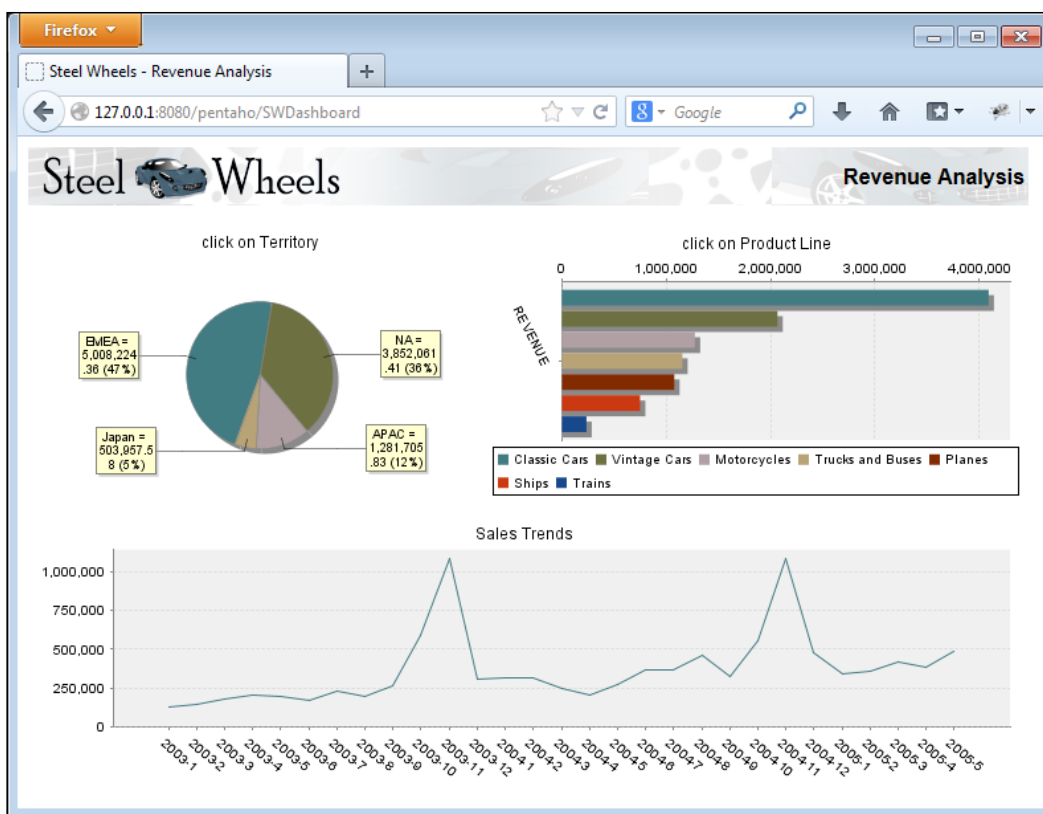 Firefox
Steel Wheels - Revenue Analysis
127.0.0.1:8080/pentaho/SWDashboard
8
Google
Steel Wheels
Revenue Analysis
click on Territory
EMEA =
5,008,224
.36 (47%)
NA =
3,852,061
.41 (36%)
Japan =
503,957.5
8 (5%)
APAC =
1,281,705
.83 (12%)
click on Product Line
0 1,000,000 2,000,000 3,000,000 4,000,000
REVENUE
Classic Cars Vintage Cars Motorcycles Trucks and Buses Planes
Ships Trains
Sales Trends
1,000,000
750,000
500,000
250,000
0
2003-1 2003-2 2003-3 2003-4 2003-5 2003-6 2003-7 2003-8 2003-9 2003-10 2003-11 2003-12 2004-1 2004-2 2004-3 2004-4 2004-5 2004-6 2004-7 2004-8 2004-9 2004-10 2004-11 2004-12 2005-1 2005-2 2005-3 2005-4 2005-5